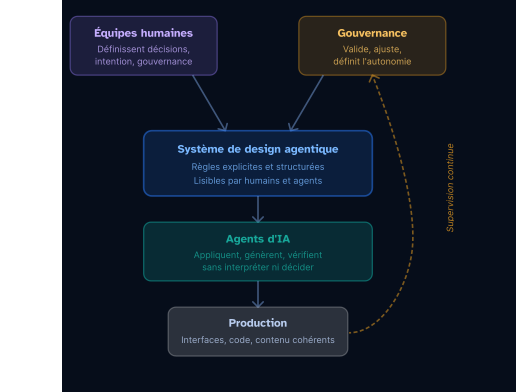 Équipes humaines
Définissent décisions,
intention, gouvernance
Gouvernance
Valide, ajuste,
définit l'autonomie
Système de design agentique
Règles explicites et structurées
Lisibles par humains et agents
Agents d'IA
Appliquent, génèrent, vérifient
sans interpréter ni décider
Supervision continue
Production
Interfaces, code, contenu cohérents